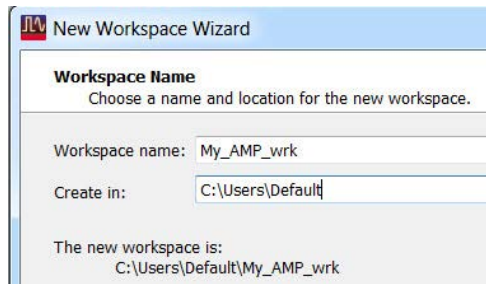 New Workspace Wizard
Workspace Name
Choose a name and location for the new workspace.
Workspace name: My_AMP_wrk
Create in: C:\Users\Default
The new workspace is:
C:\Users\Default\My_AMP_wrk